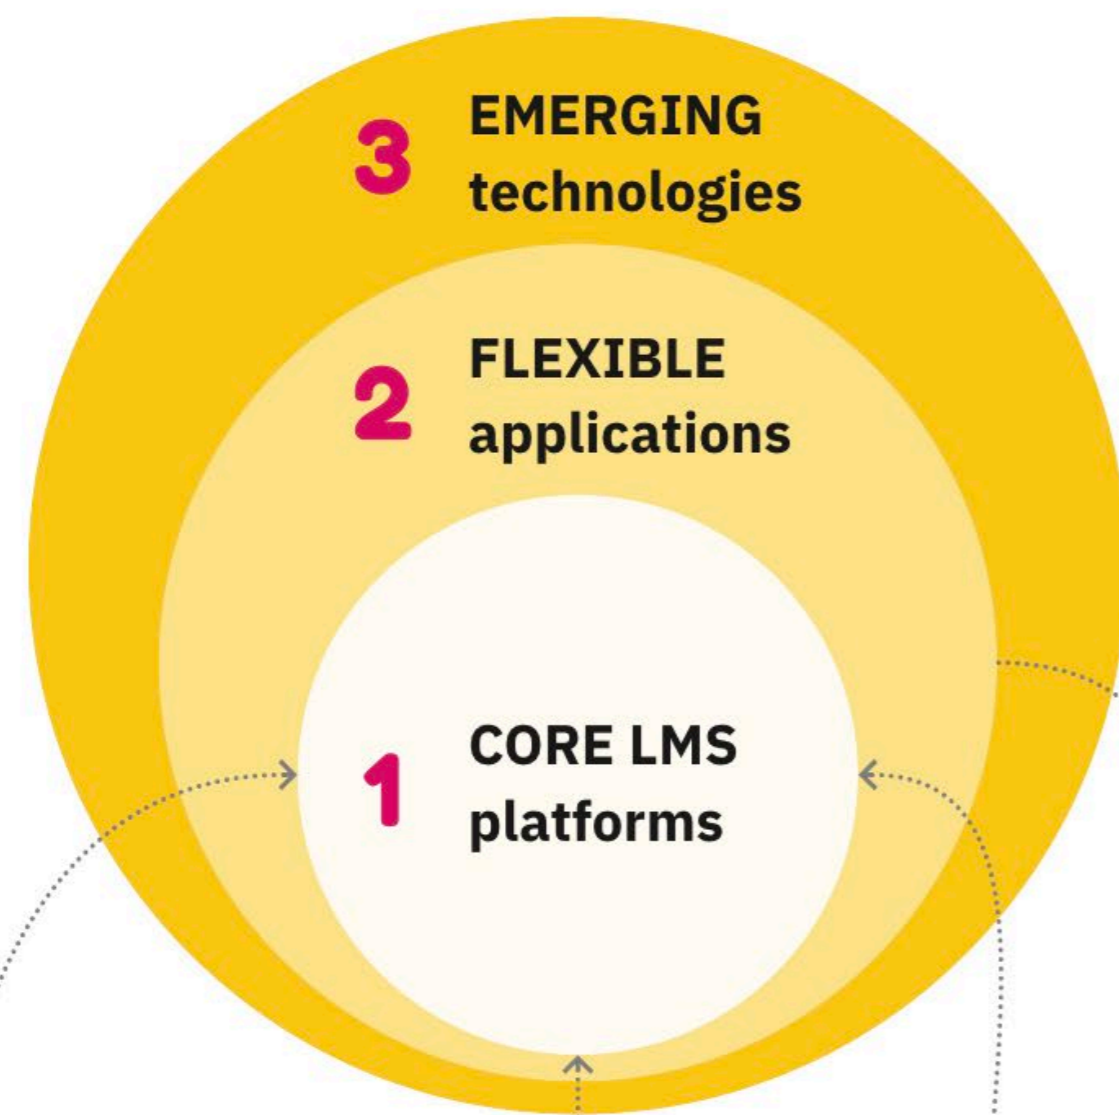 3 EMERGING
technologies
2 FLEXIBLE
applications
1 CORE LMS
platforms